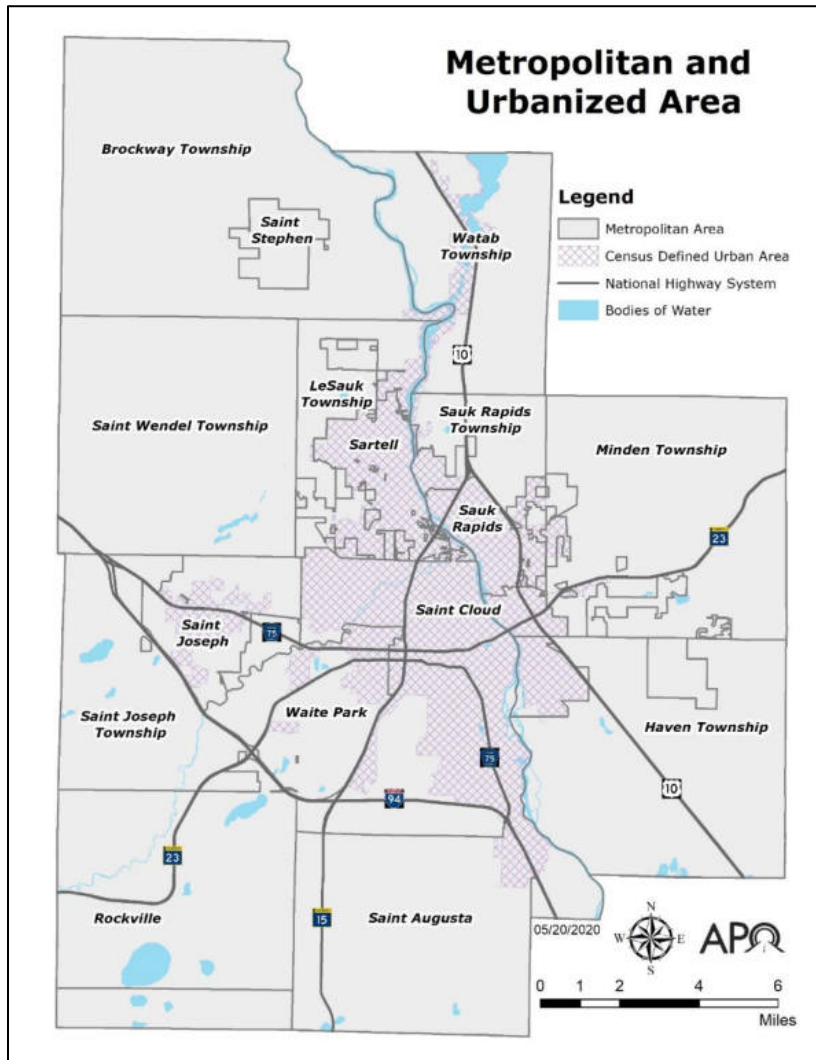 Metropolitan and
Urbanized Area
Legend
Metropolitan Area
Census Defined Urban Area
National Highway System
Bodies of Water
Brockway Township
Saint
Stephen
Watab
Township
10
LeSauk
Township
Sauk Rapids
Township
Saint Wendel Township
Sartell
Minden Township
Sauk
Rapids
23
Saint Cloud
Saint
Joseph
75
Saint Joseph
Township
Waite Park
Haven Township
75
94
10
23
Rockville
15
Saint Augusta
05/20/2020
N
W
E
S
APO
0 1 2 4 6
Miles